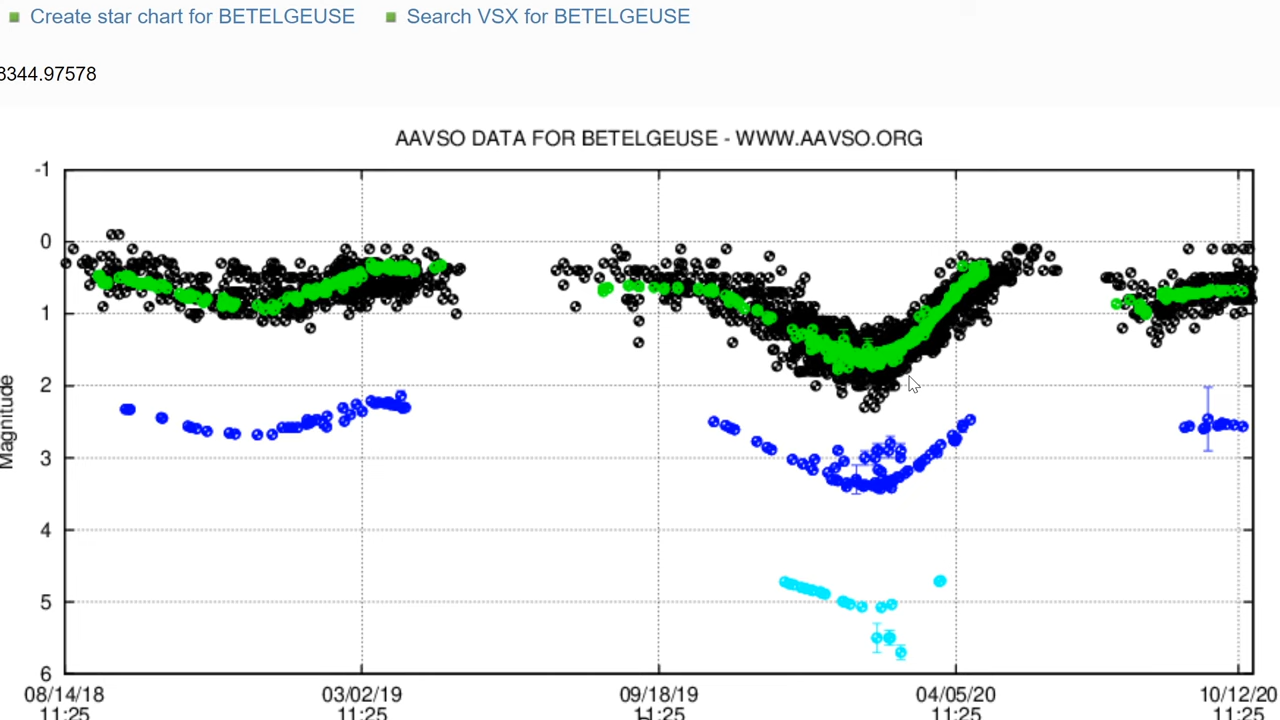 Create star chart for BETELGEUSE Search VSX for BETELGEUSE
8344.97578
AAVSO DATA FOR BETELGEUSE - WWW.AAVSO.ORG
-1
0
1
2
3
4
5
6
Magnitude
08/14/18 03/02/19 09/18/19 04/05/20 10/12/20
11:25 11:25 11:25 11:25 11:25